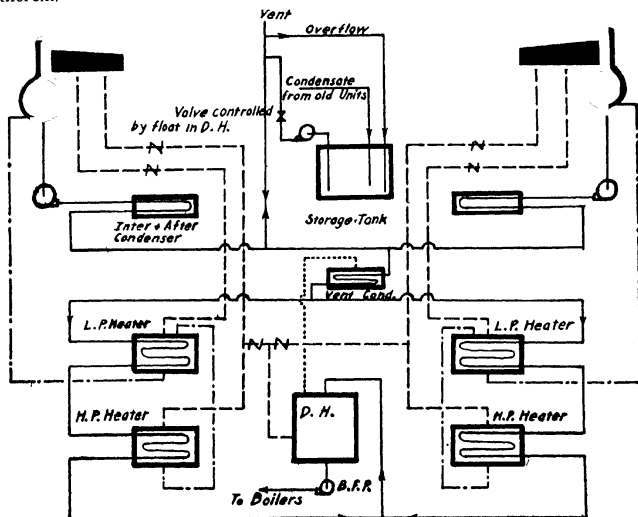 Vent
Overflow
Condensate
from old Units
Valve controlled
by float in D.H.
Inter + After
Condenser
Storage-Tank
Vent Cond.
L.P. Heater
L.P. Heater
H.P. Heater
D.H.
H.P. Heater
B.F.P.
To Boilers